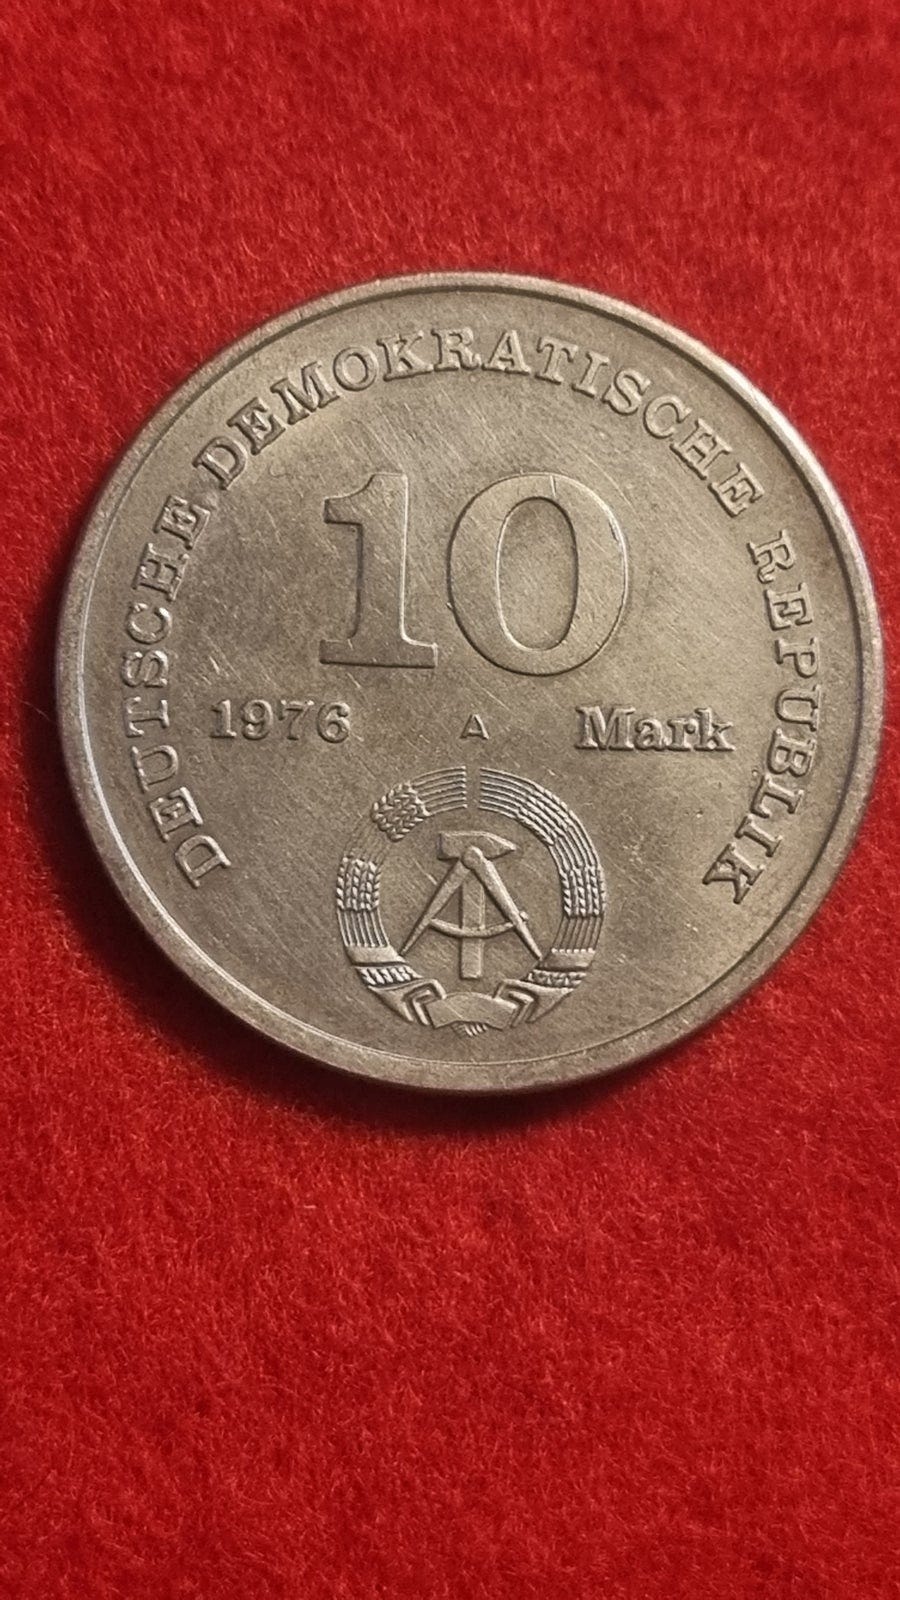 DEUTSCHE DEMOKRATISCHE REPUBLIK
10
1976 A Mark